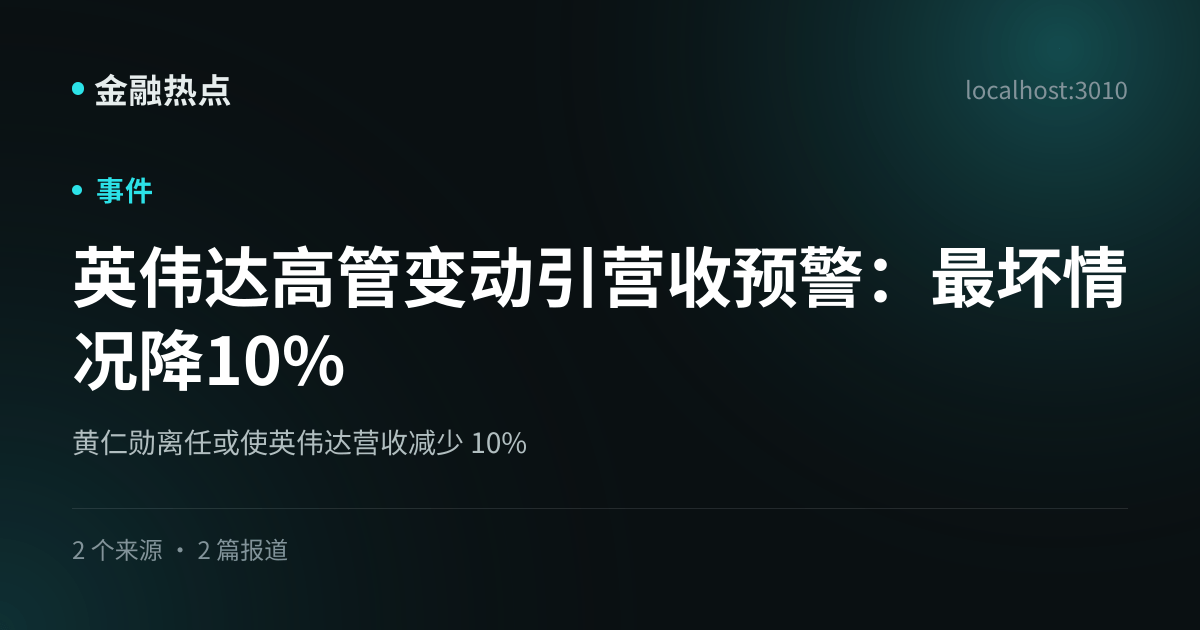 金融热点
localhost:3010
事件
英伟达高管变动引营收预警：最坏情
况降10%
黄仁勋离任或使英伟达营收减少 10%
2 个来源 · 2 篇报道